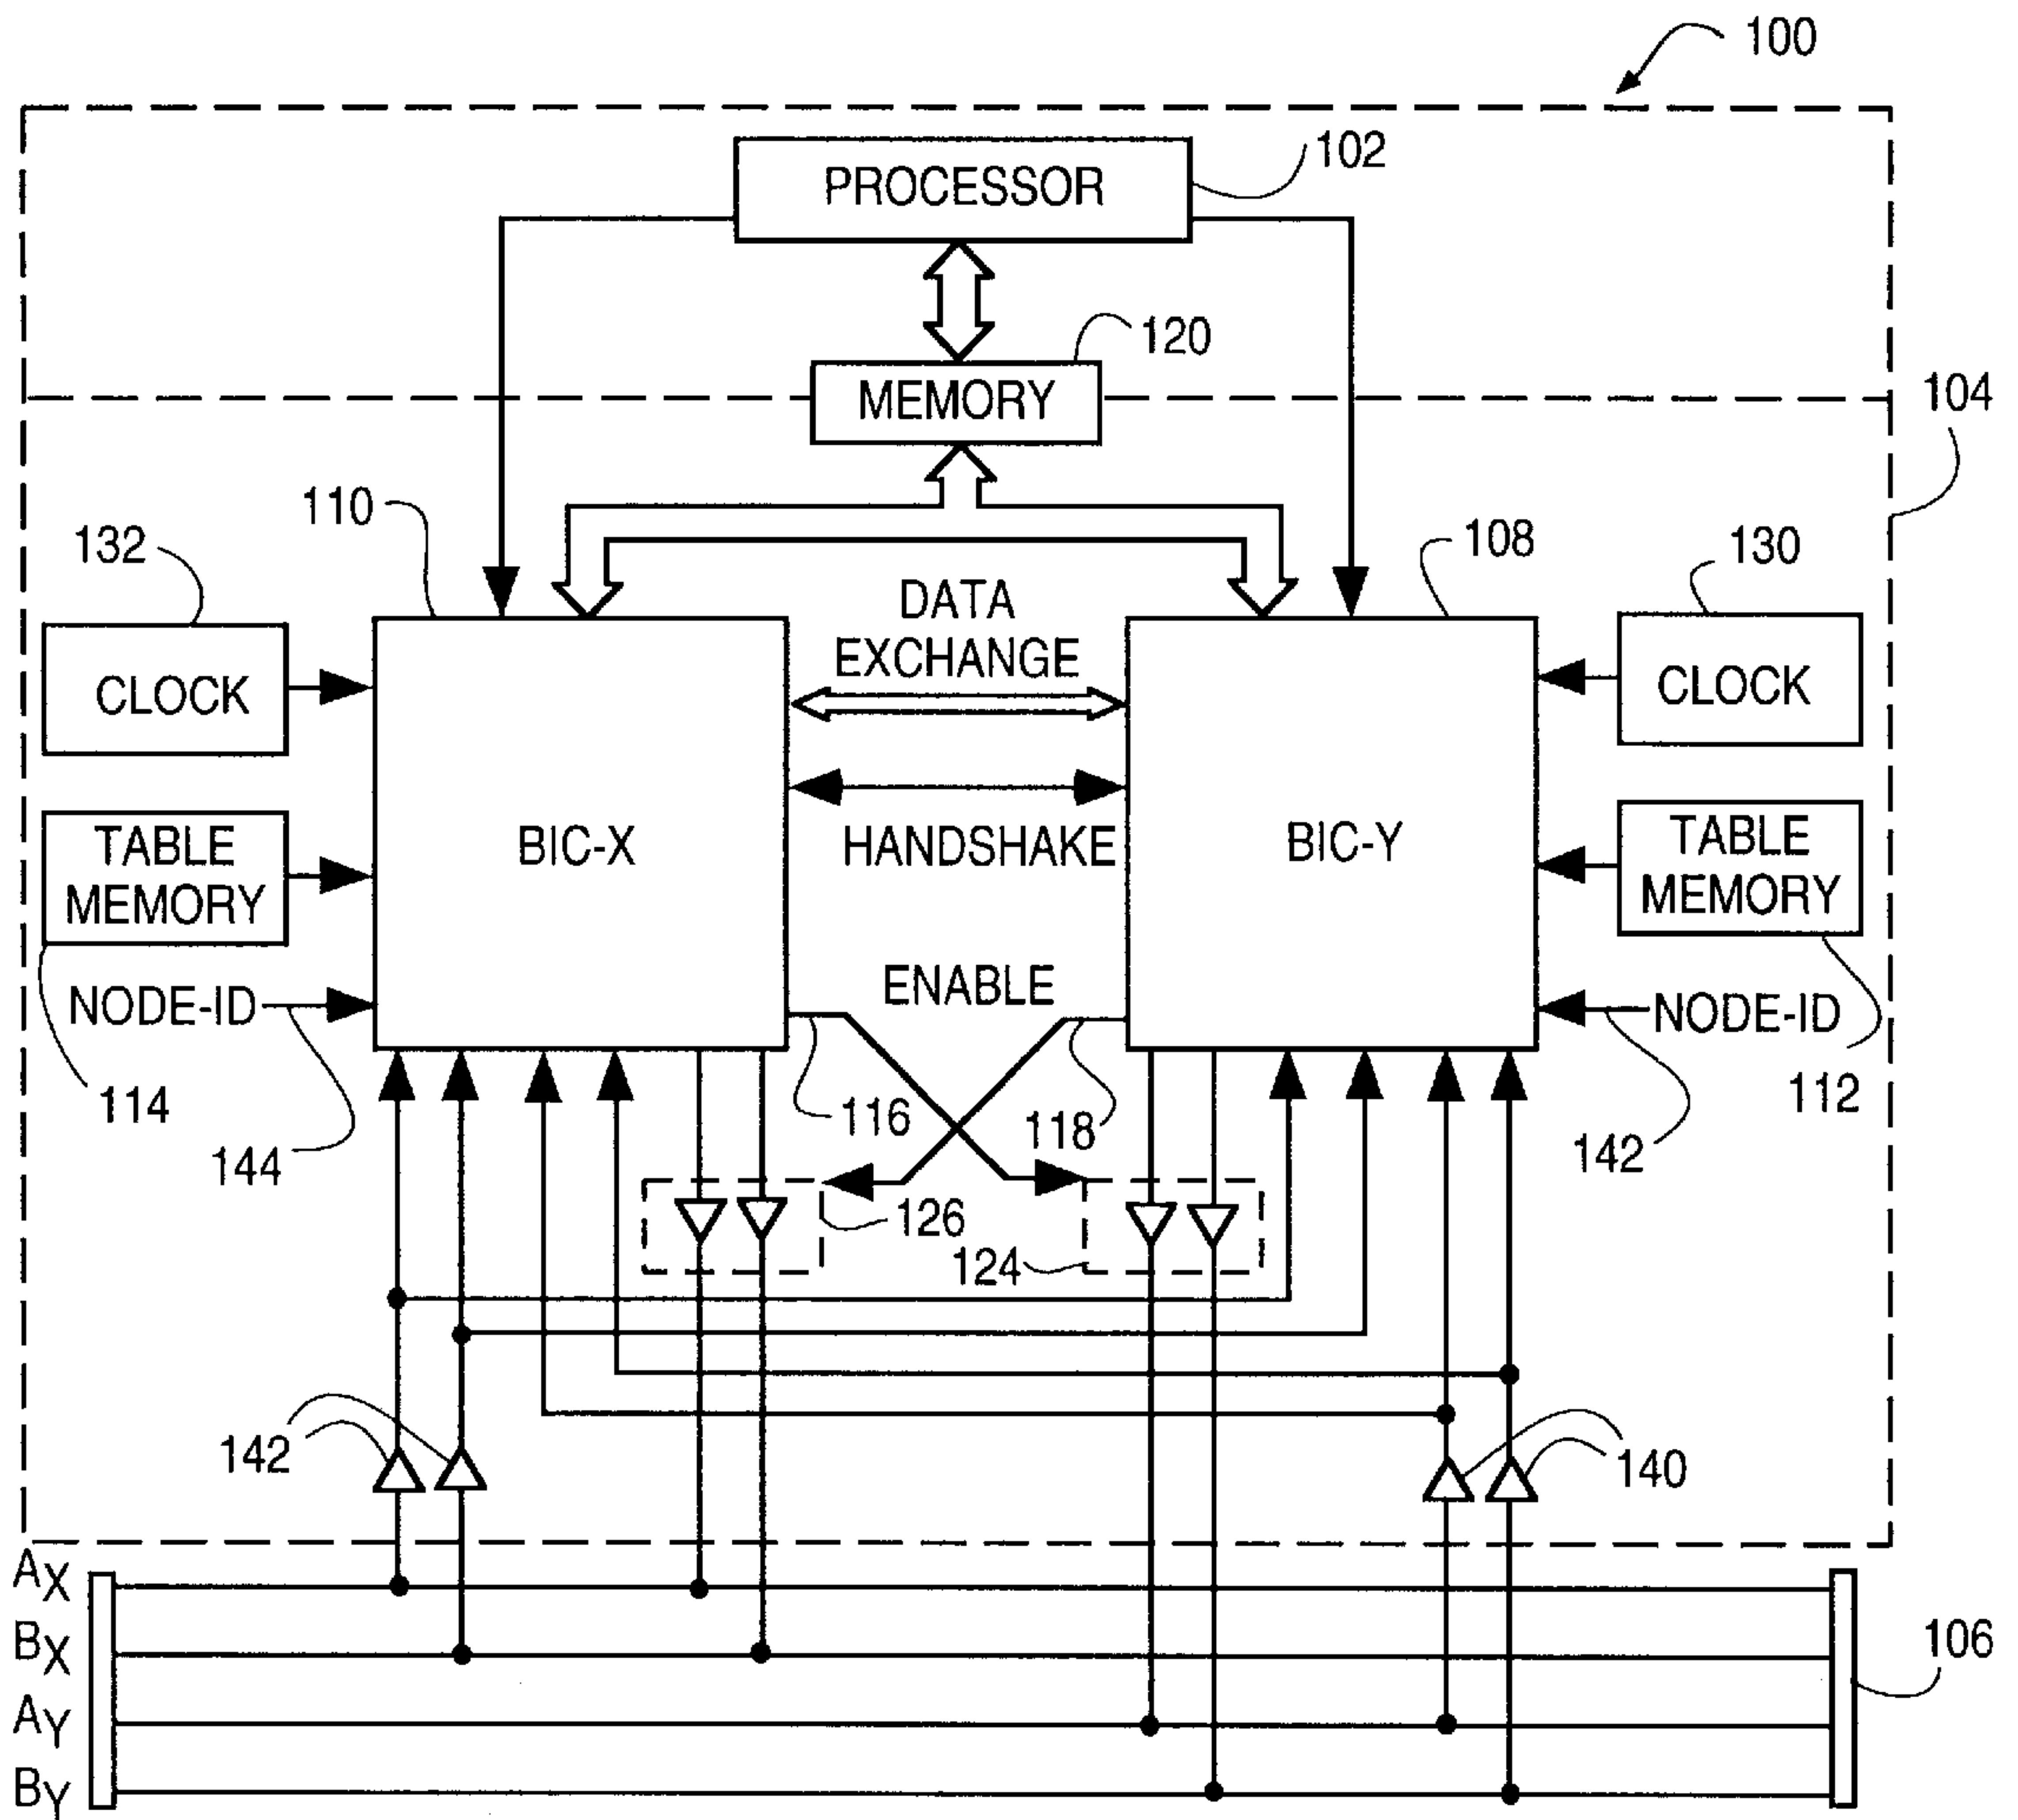 100
PROCESSOR
102
MEMORY
120
104
110
108
132
130
CLOCK
DATA
EXCHANGE
CLOCK
TABLE
MEMORY
BIC-X
HANDSHAKE
BIC-Y
TABLE
MEMORY
NODE-ID
ENABLE
NODE-ID
114
144
116
118
142
112
126
124
142
140
AX
BX
AY
BY
106